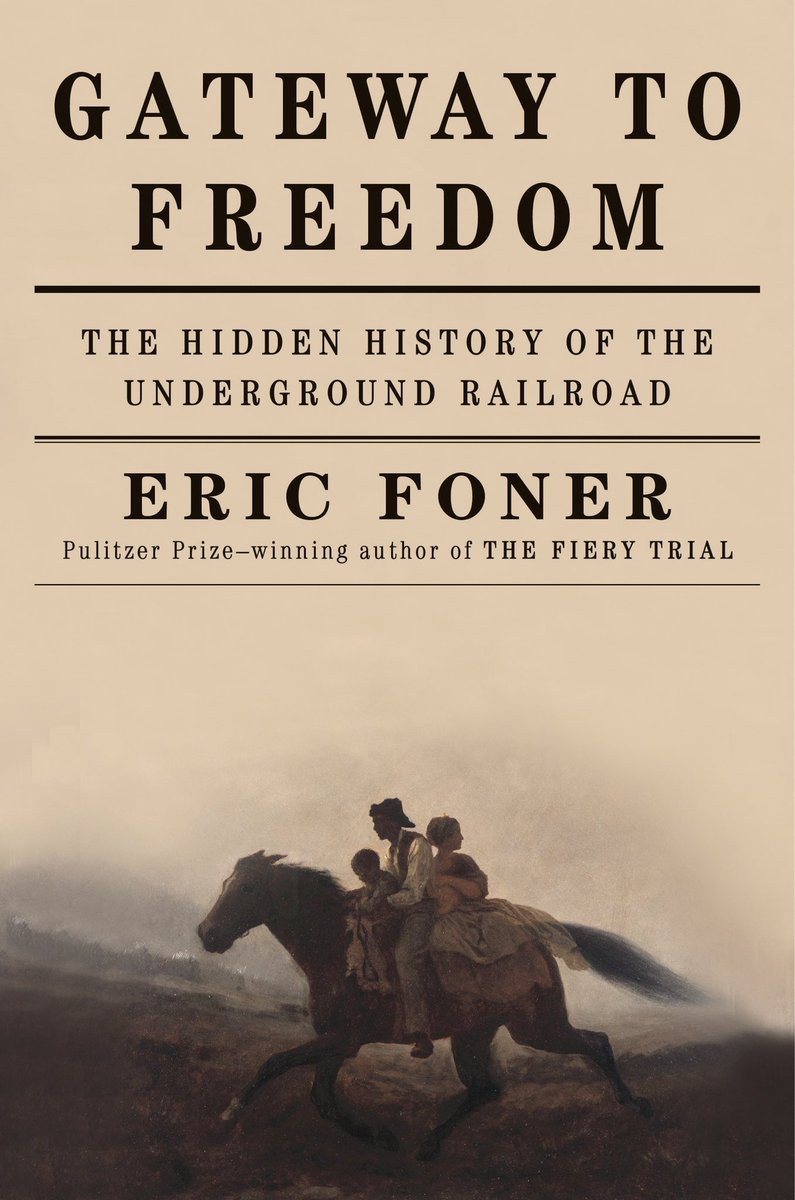 GATEWAY TO
FREEDOM
THE HIDDEN HISTORY OF THE
UNDERGROUND RAILROAD
ERIC FONER
Pulitzer Prize–winning author of THE FIERY TRIAL